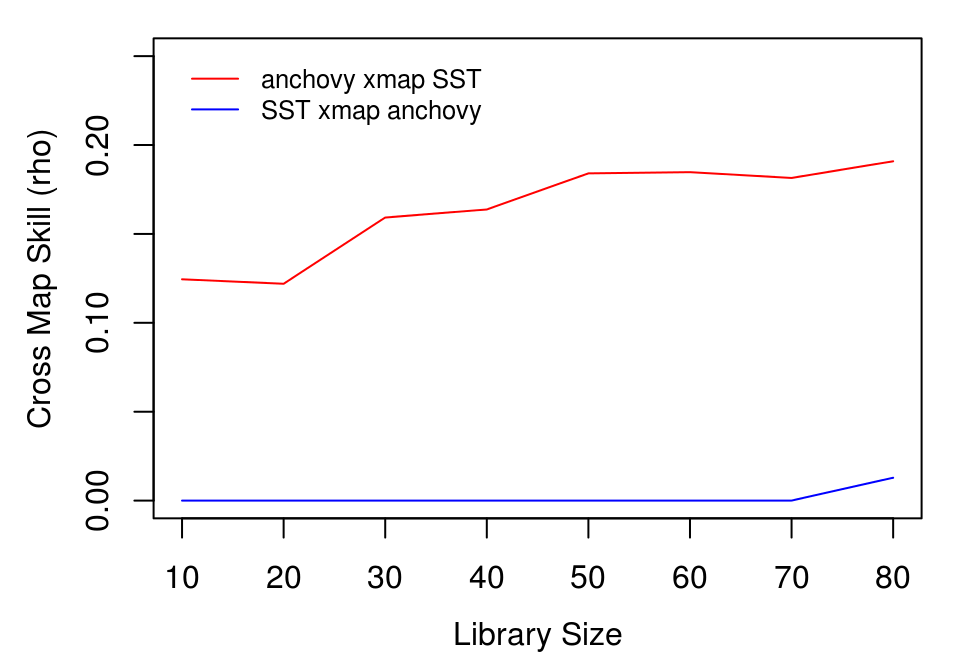 anchovy xmap SST
SST xmap anchovy
Cross Map Skill (rho)
0.20
0.10
0.00
10 20 30 40 50 60 70 80
Library Size